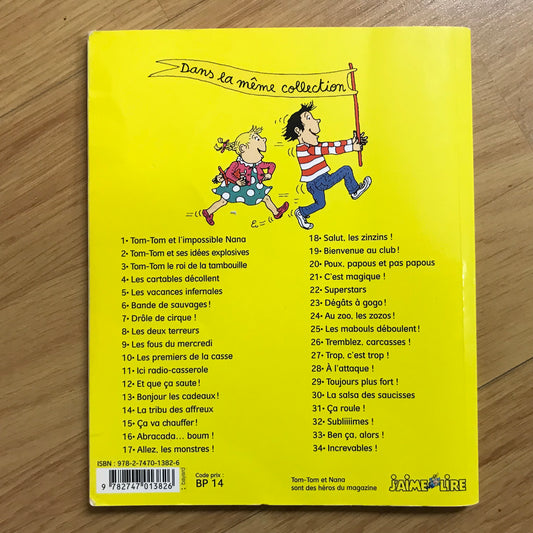 Dans la même collection
1• Tom-Tom et l'impossible Nana
2• Tom-Tom et ses idées explosives
3• Tom-Tom le roi de la tambouille
4• Les cartables décollent
5• Les vacances infernales
6• Bande de sauvages !
7• Drôle de cirque !
8• Les deux terreurs
9• Les fous du mercredi
10• Les premiers de la casse
11• Ici radio-casserole
12• Et que ça saute !
13• Bonjour les cadeaux !
14• La tribu des affreux
15• Ça va chauffer !
16• Abracada... boum !
17• Allez, les monstres !
18• Salut, les zinzins !
19• Bienvenue au club !
20• Poux, papous et pas papous
21• C'est magique !
22• Superstars
23• Dégâts à gogo !
24• Au zoo, les zozos !
25• Les mabouls déboulent !
26• Tremblez, carcasses !
27• Trop, c'est trop !
28• À l'attaque !
29• Toujours plus fort !
30• La salsa des saucisses
31• Ça roule !
32• Subliiiimes !
33• Ben ça, alors !
34• Increvables !
ISBN : 978-2-7470-1382-6
9 782747 013826
Code prix :
BP 14
Tom-Tom et Nana
sont des héros du magazine
J'AIME LIRE